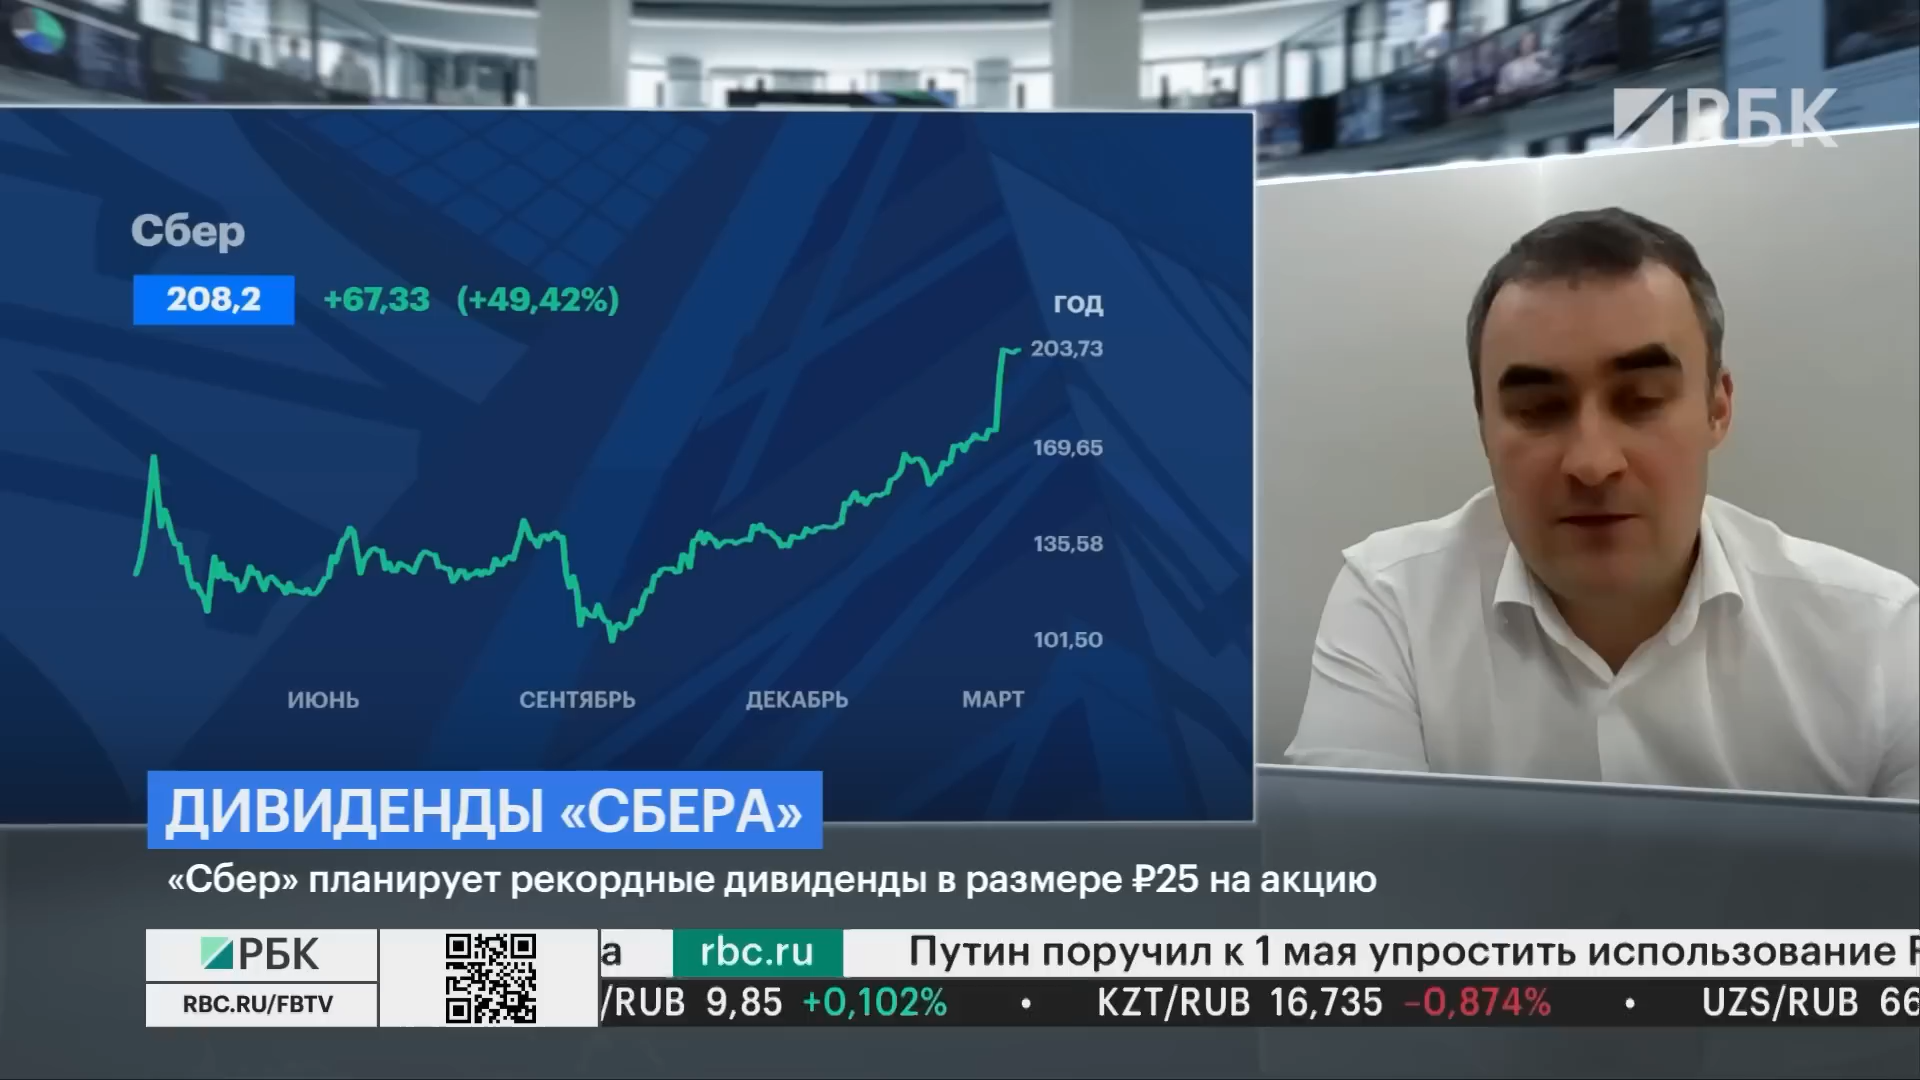 РБК
Сбер
208,2 +67,33 (+49,42%)
ГОД
203,73
169,65
135,58
101,50
ИЮНЬ СЕНТЯБРЬ ДЕКАБРЬ МАРТ
ДИВИДЕНДЫ «СБЕРА»
«Сбер» планирует рекордные дивиденды в размере ₽25 на акцию
РБК
RBC.RU/FBTV
а rbc.ru Путин поручил к 1 мая упростить использование
/RUB 9,85 +0,102% • KZT/RUB 16,735 −0,874% • UZS/RUB 66